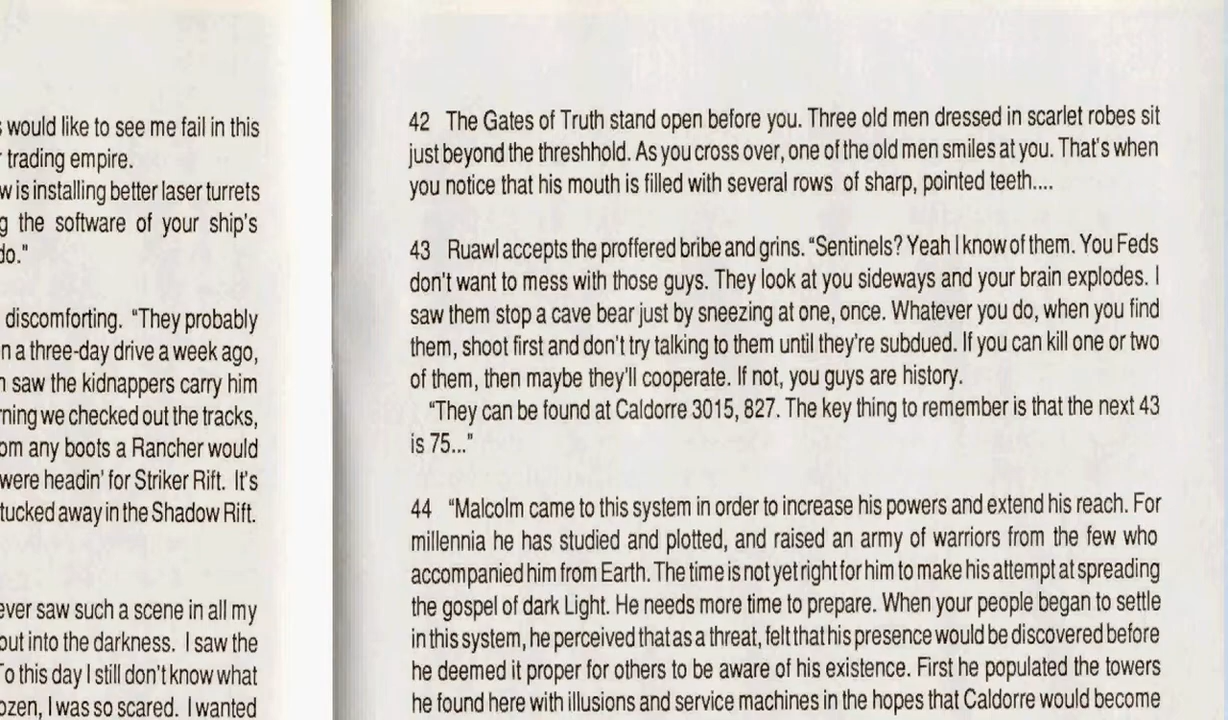 would like to see me fail in this
trading empire.
w is installing better laser turrets
g the software of your ship's
do."
discomforting. "They probably
n a three-day drive a week ago,
saw the kidnappers carry him
rning we checked out the tracks,
om any boots a Rancher would
were headin' for Striker Rift. It's
tucked away in the Shadow Rift.
ever saw such a scene in all my
out into the darkness. I saw the
To this day I still don't know what
ozen, I was so scared. I wanted
42 The Gates of Truth stand open before you. Three old men dressed in scarlet robes sit
just beyond the threshhold. As you cross over, one of the old men smiles at you. That's when
you notice that his mouth is filled with several rows of sharp, pointed teeth....
43 Ruawl accepts the proffered bribe and grins. "Sentinels? Yeah I know of them. You Feds
don't want to mess with those guys. They look at you sideways and your brain explodes. I
saw them stop a cave bear just by sneezing at one, once. Whatever you do, when you find
them, shoot first and don't try talking to them until they're subdued. If you can kill one or two
of them, then maybe they'll cooperate. If not, you guys are history.
"They can be found at Caldorre 3015, 827. The key thing to remember is that the next 43
is 75..."
44 "Malcolm came to this system in order to increase his powers and extend his reach. For
millennia he has studied and plotted, and raised an army of warriors from the few who
accompanied him from Earth. The time is not yet right for him to make his attempt at spreading
the gospel of dark Light. He needs more time to prepare. When your people began to settle
in this system, he perceived that as a threat, felt that his presence would be discovered before
he deemed it proper for others to be aware of his existence. First he populated the towers
he found here with illusions and service machines in the hopes that Caldorre would become